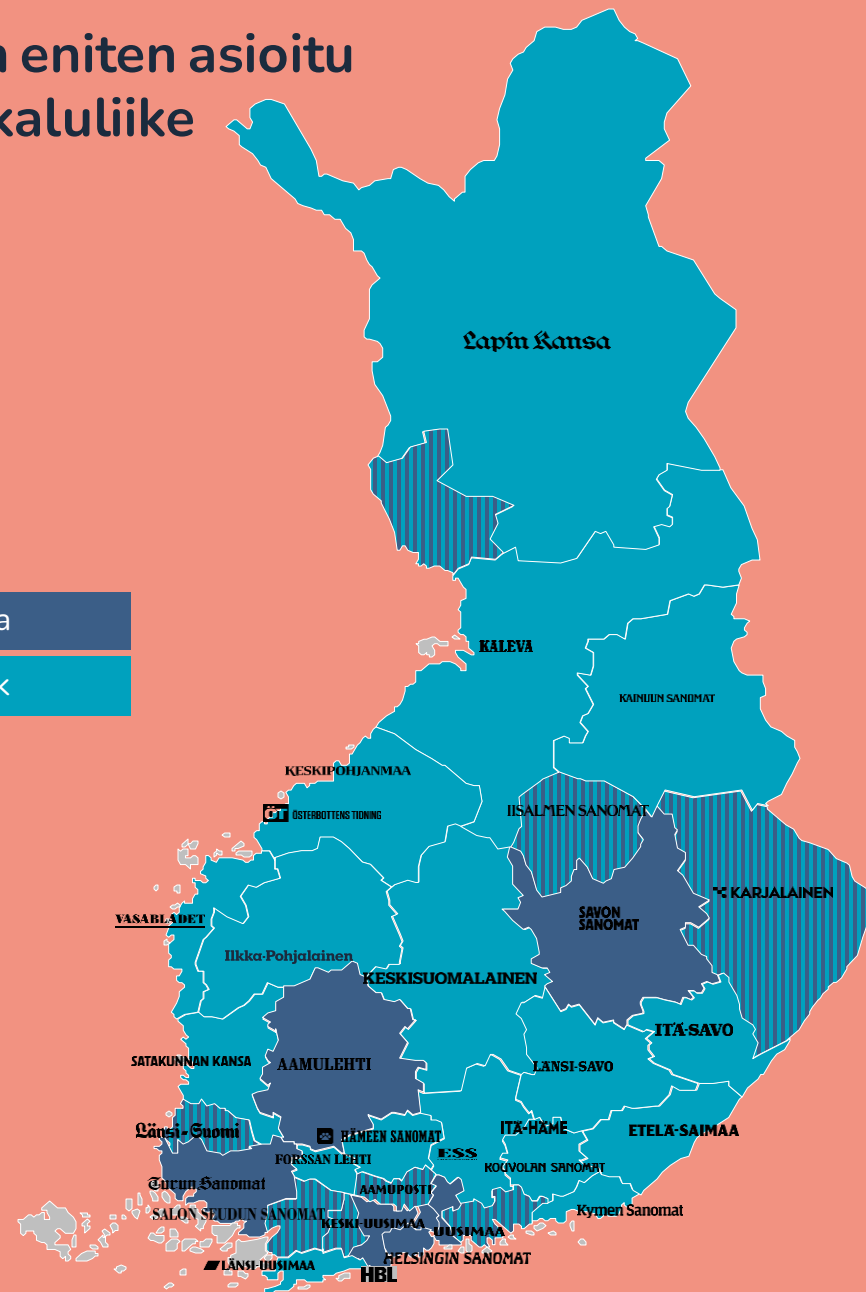 n eniten asioitu
kaluliike
Lapin Kansa
a
KALEVA
k
KAINUUN SANOMAT
KESKIPOHJANMAA
ÖT ÖSTERBOTTENS TIDNING
IISALMEN SANOMAT
KARJALAINEN
VASABLADET
SAVON
SANOMAT
Ilkka-Pohjalainen
KESKISUOMALAINEN
ITÄ-SAVO
SATAKUNNAN KANSA
AAMULEHTI
LÄNSI-SAVO
Länsi-Suomi
HÄMEEN SANOMAT
ITÄ-HÄME
ETELÄ-SAIMAA
FORSSAN LEHTI
ESS
KOUVOLAN SANOMAT
Turun Sanomat
AAMUPOSTI
SALON SEUDUN SANOMAT
KESKI-UUSIMAA
UUSIMAA
Kymen Sanomat
LÄNSI-UUSIMAA
HELSINGIN SANOMAT
HBL